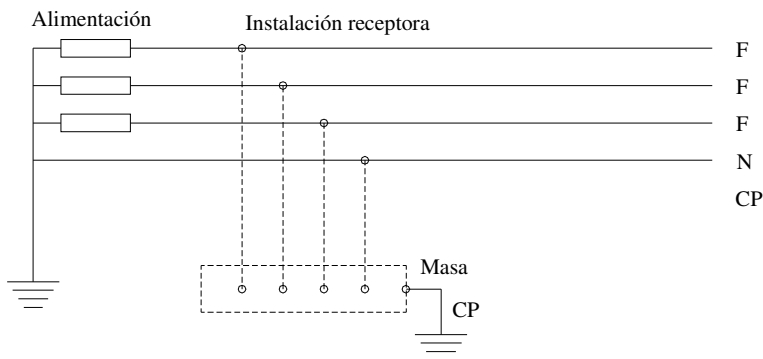 Alimentación
Instalación receptora
F
F
F
N
CP
Masa
CP